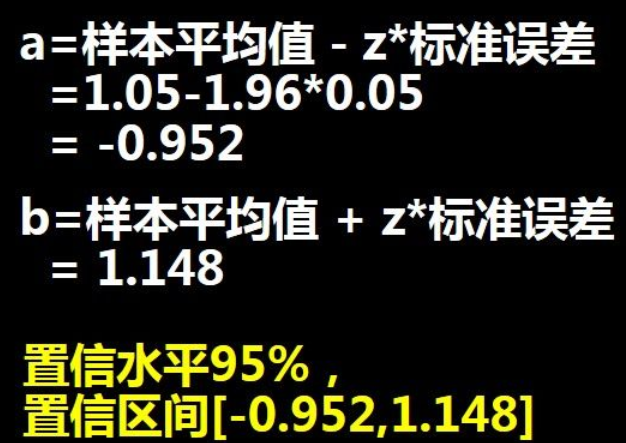 a=样本平均值 - z*标准误差
=1.05-1.96*0.05
= -0.952
b=样本平均值 + z*标准误差
= 1.148
置信水平95%，
置信区间[-0.952,1.148]